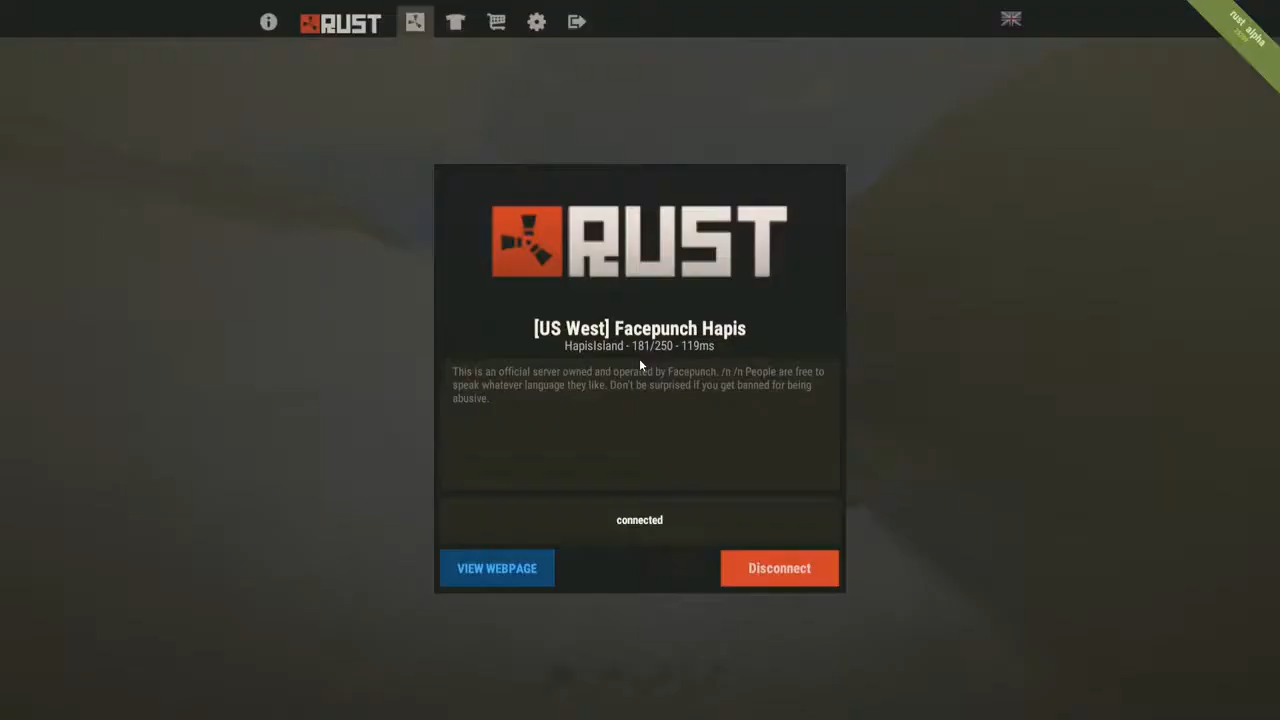 RUST
rust alpha
RUST
[US West] Facepunch Hapis
HapisIsland - 181/250 - 119ms
This is an official server owned and operated by Facepunch. /n /n People are free to
speak whatever language they like. Don't be surprised if you get banned for being
abusive.
connected
VIEW WEBPAGE
Disconnect